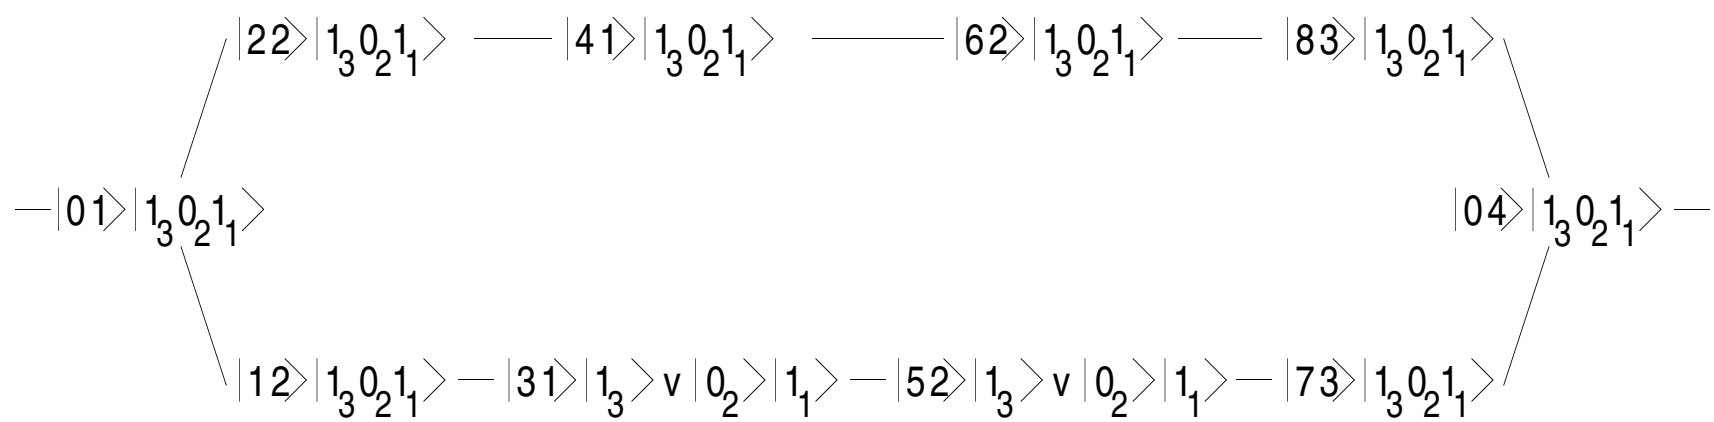 |22>|1₃0₂1₁> — |41>|1₃0₂1₁> — |62>|1₃0₂1₁> — |83>|1₃0₂1₁>
—|01>|1₃0₂1₁> |04>|1₃0₂1₁>—
|12>|1₃0₂1₁> — |31>|1₃> v |0₂>|1₁> — |52>|1₃> v |0₂>|1₁> — |73>|1₃0₂1₁>